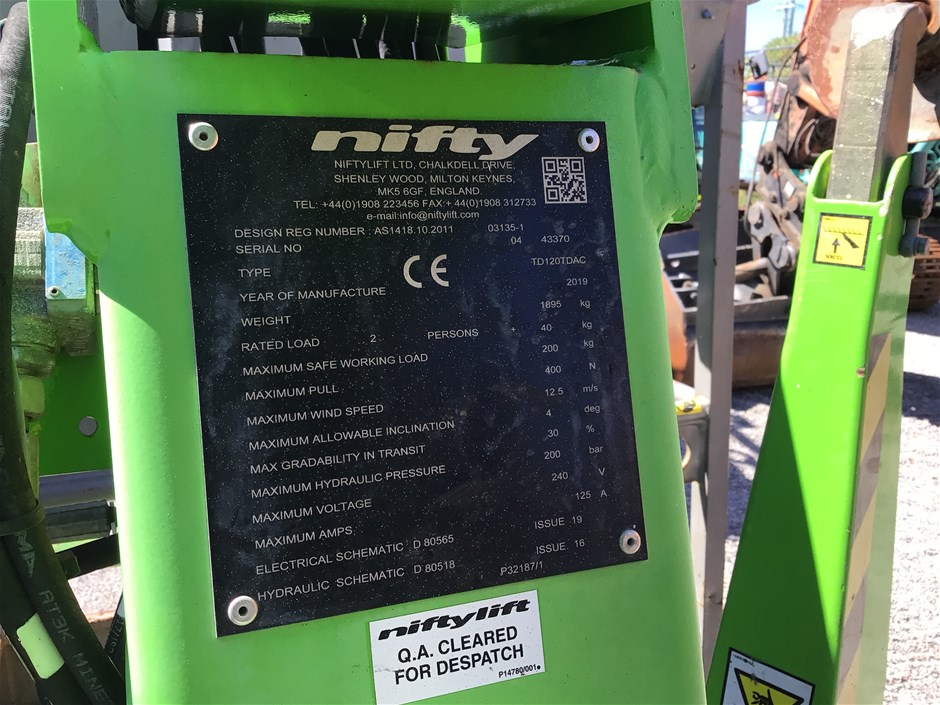 nifty
NIFTYLIFT LTD, CHALKDELL DRIVE,
SHENLEY WOOD, MILTON KEYNES,
MK5 6GF, ENGLAND.
TEL: +44(0)1908 223456 FAX:+ 44(0)1908 312733
e-mail:info@niftylift.com
DESIGN REG NUMBER : AS1418.10.2011 03135-1
SERIAL NO 04 43370
TYPE CE TD120TDAC
YEAR OF MANUFACTURE 2019
WEIGHT 1895 kg
RATED LOAD 2 PERSONS + 40 kg
MAXIMUM SAFE WORKING LOAD 200 kg
MAXIMUM PULL 400 N
MAXIMUM WIND SPEED 12.5 m/s
MAXIMUM ALLOWABLE INCLINATION 4 deg
MAX GRADABILITY IN TRANSIT 30 %
MAXIMUM HYDRAULIC PRESSURE 200 bar
MAXIMUM VOLTAGE 240 V
MAXIMUM AMPS 125 A
ELECTRICAL SCHEMATIC D 80565 ISSUE 19
HYDRAULIC SCHEMATIC D 80518 ISSUE 16
P32187/1
niftylift
Q.A. CLEARED
FOR DESPATCH
P14780/001
AT3K MINE